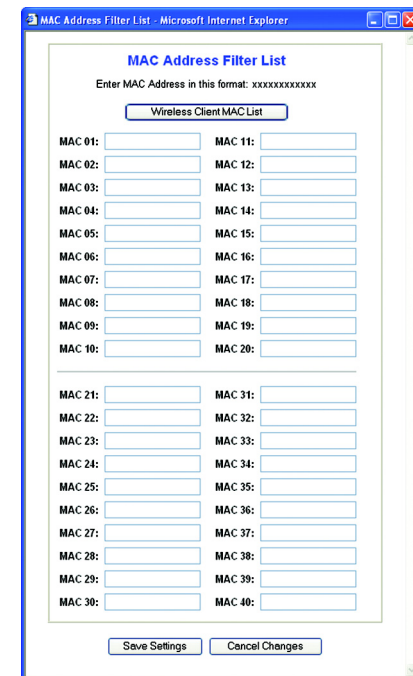 MAC Address Filter List - Microsoft Internet Explorer
MAC Address Filter List
Enter MAC Address in this format: xxxxxxxxxxxx
Wireless Client MAC List
MAC 01: MAC 11:
MAC 02: MAC 12:
MAC 03: MAC 13:
MAC 04: MAC 14:
MAC 05: MAC 15:
MAC 06: MAC 16:
MAC 07: MAC 17:
MAC 08: MAC 18:
MAC 09: MAC 19:
MAC 10: MAC 20:
MAC 21: MAC 31:
MAC 22: MAC 32:
MAC 23: MAC 33:
MAC 24: MAC 34:
MAC 25: MAC 35:
MAC 26: MAC 36:
MAC 27: MAC 37:
MAC 28: MAC 38:
MAC 29: MAC 39:
MAC 30: MAC 40:
Save Settings Cancel Changes